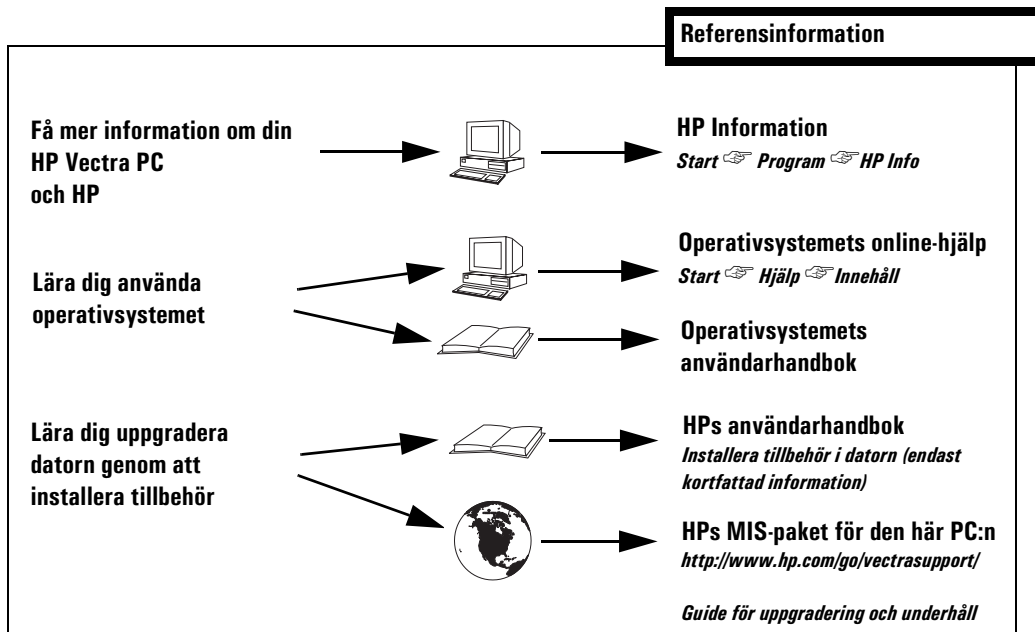 Referensinformation
Få mer information om din
HP Vectra PC
och HP
HP Information
Start ☞ Program ☞ HP Info
Lära dig använda
operativsystemet
Operativsystemets online-hjälp
Start ☞ Hjälp ☞ Innehåll
Operativsystemets
användarhandbok
Lära dig uppgradera
datorn genom att
installera tillbehör
HPs användarhandbok
Installera tillbehör i datorn (endast
kortfattad information)
HPs MIS-paket för den här PC:n
http://www.hp.com/go/vectrasupport/
Guide för uppgradering och underhåll